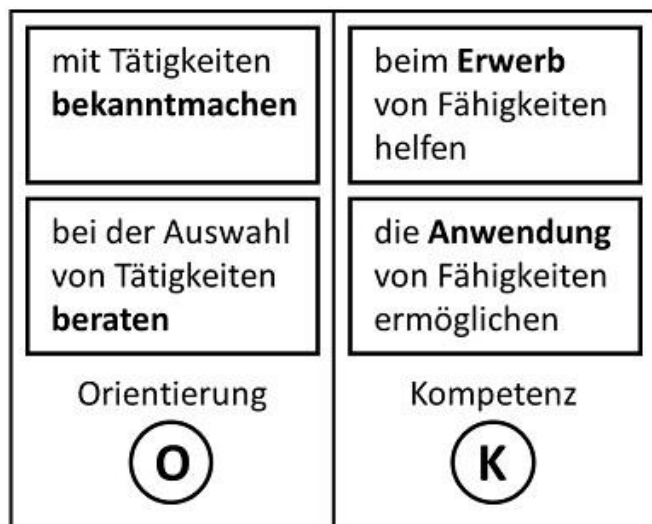 mit Tätigkeiten
bekanntmachen
bei der Auswahl
von Tätigkeiten
beraten
Orientierung
O
beim Erwerb
von Fähigkeiten
helfen
die Anwendung
von Fähigkeiten
ermöglichen
Kompetenz
K